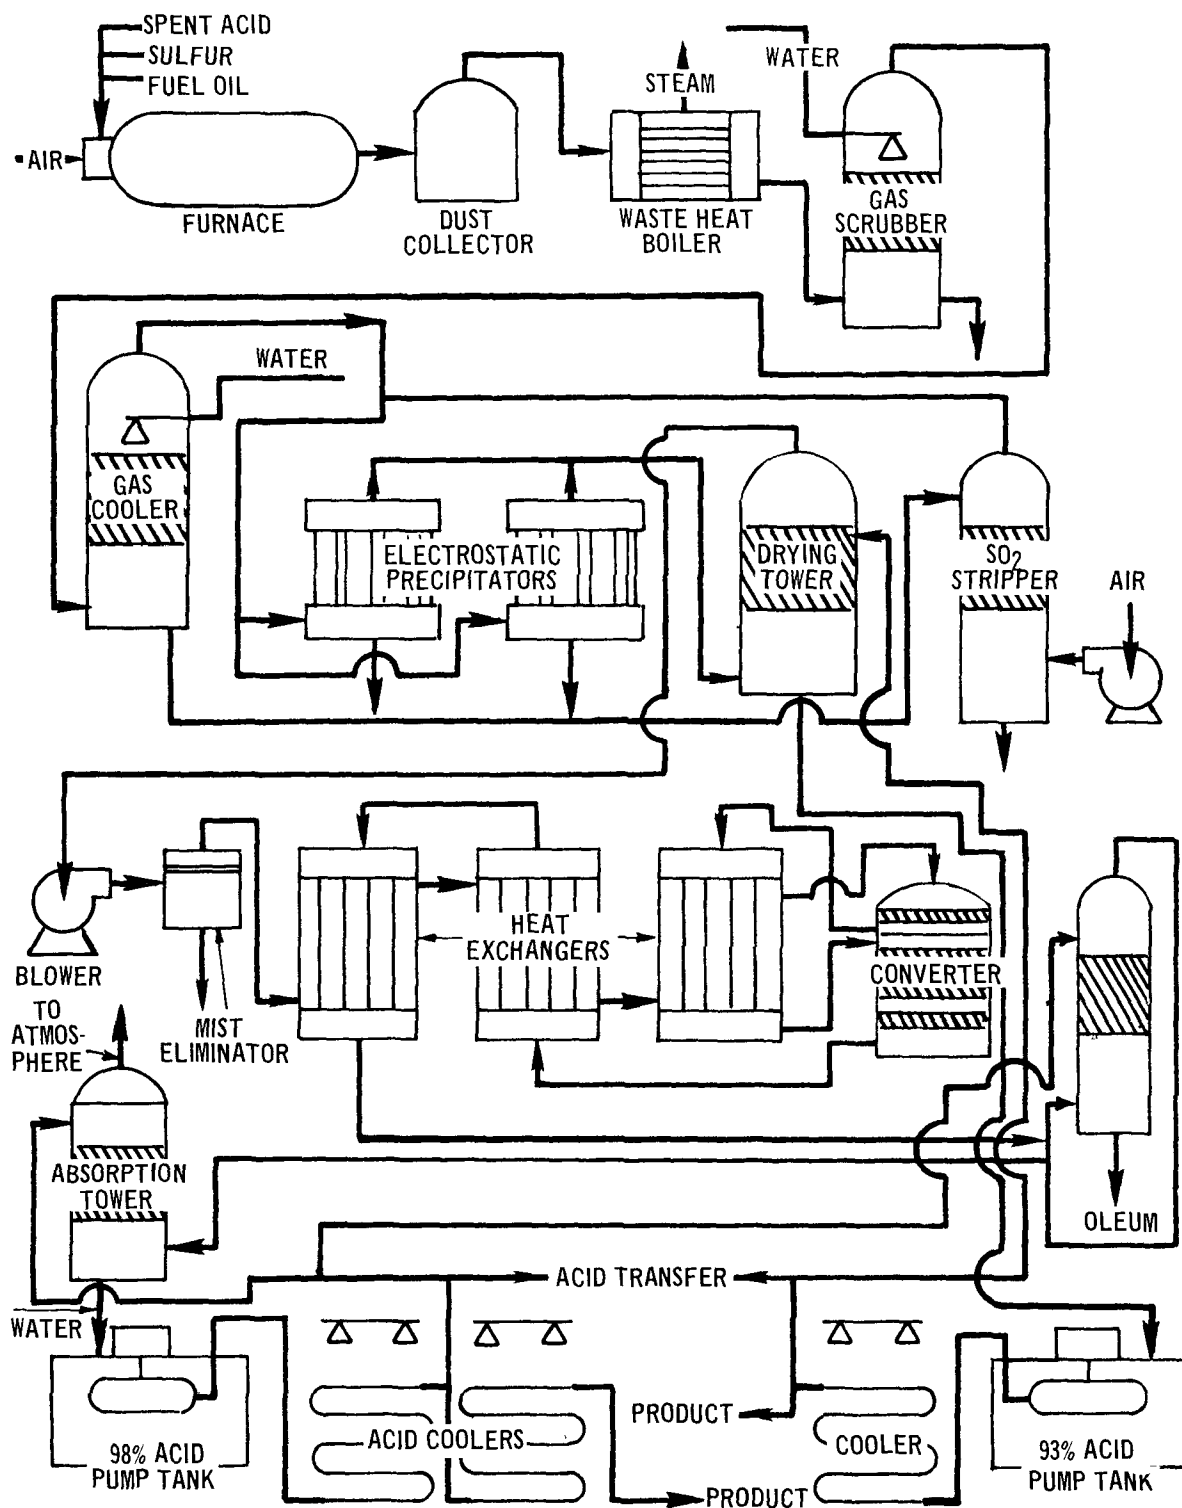 SPENT ACID
SULFUR
FUEL OIL
AIR
FURNACE
DUST
COLLECTOR
STEAM
WASTE HEAT
BOILER
WATER
GAS
SCRUBBER
WATER
GAS
COOLER
ELECTROSTATIC
PRECIPITATORS
DRYING
TOWER
SO2
STRIPPER
AIR
BLOWER
MIST
ELIMINATOR
HEAT
EXCHANGERS
CONVERTER
TO
ATMOS-
PHERE
ABSORPTION
TOWER
OLEUM
ACID TRANSFER
WATER
98% ACID
PUMP TANK
ACID COOLERS
PRODUCT
PRODUCT
COOLER
93% ACID
PUMP TANK